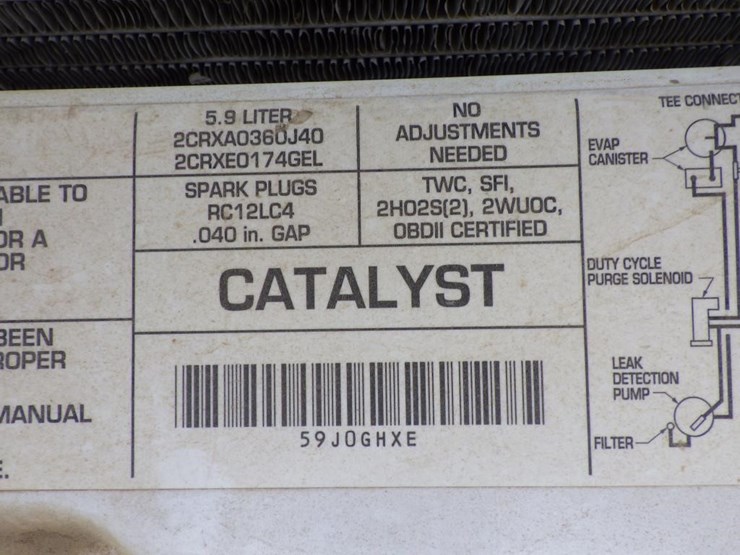 ABLE TO
OR A
OR
BEEN
ROPER
MANUAL
E.
5.9 LITER
2CRXA0360J40
2CRXE0174GEL
NO
ADJUSTMENTS
NEEDED
SPARK PLUGS
RC12LC4
.040 in. GAP
TWC, SFI,
2HO2S(2), 2WUOC,
OBDII CERTIFIED
CATALYST
59J0GHXE
TEE CONNECT
EVAP
CANISTER
DUTY CYCLE
PURGE SOLENOID
LEAK
DETECTION
PUMP
FILTER